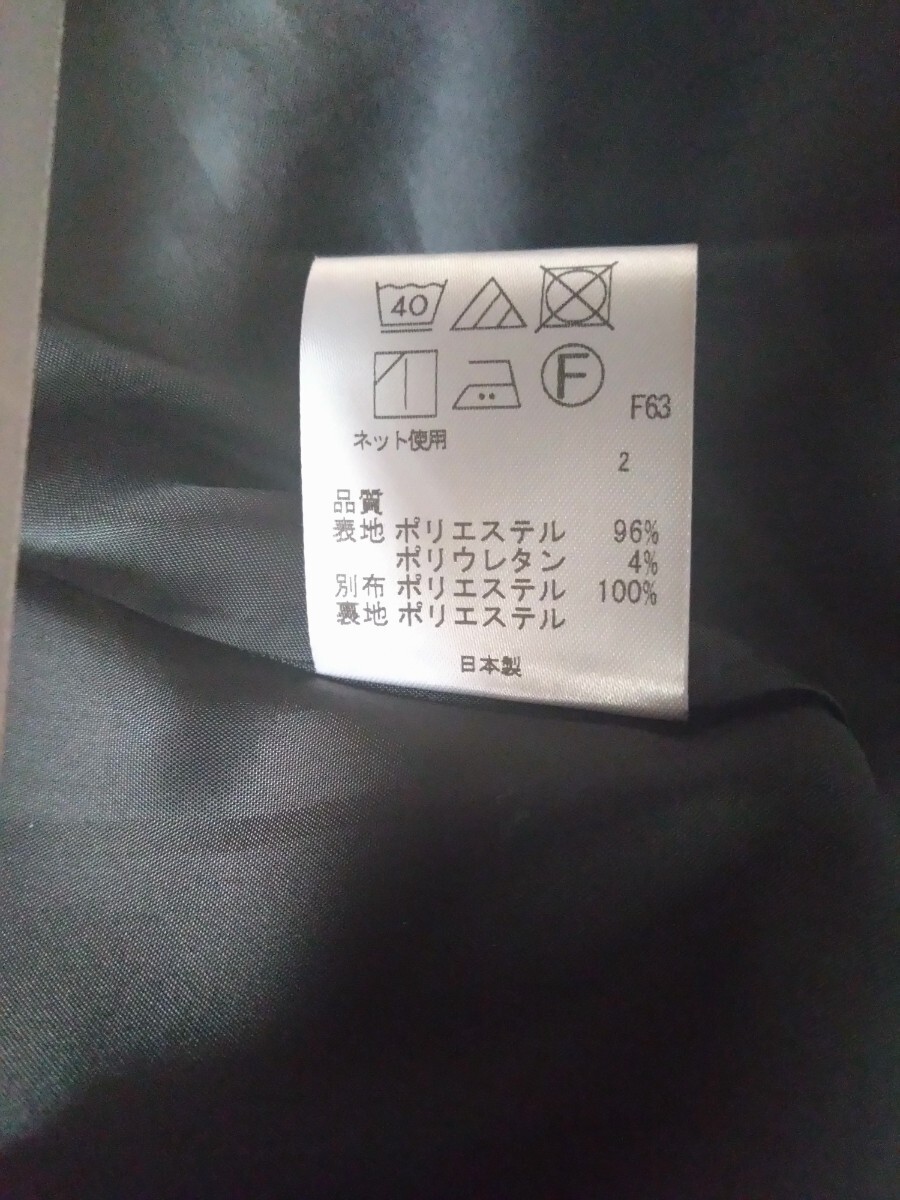 40
F
F63
ネット使用
2
品質
表地 ポリエステル 96%
ポリウレタン 4%
別布 ポリエステル 100%
裏地 ポリエステル
日本製